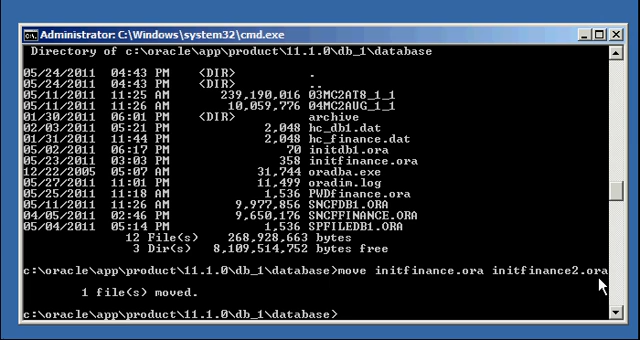 Administrator: C:\Windows\system32\cmd.exe
Directory of c:\oracle\app\product\11.1.0\db_1\database
05/24/2011 04:43 PM <DIR> .
05/24/2011 04:43 PM <DIR> ..
05/11/2011 11:25 AM 239,190,016 03MC2AT8_1_1
05/11/2011 11:26 AM 10,059,776 04MC2AUG_1_1
01/30/2011 06:01 PM <DIR> archive
02/03/2011 05:21 PM 2,048 hc_db1.dat
01/31/2011 11:44 PM 2,048 hc_finance.dat
05/02/2011 06:17 PM 70 initdb1.ora
05/23/2011 03:03 PM 358 initfinance.ora
12/22/2005 05:07 AM 31,744 oradba.exe
05/27/2011 11:01 PM 11,499 oradim.log
05/25/2011 11:18 AM 1,536 PWDfinance.ora
05/11/2011 11:26 AM 9,977,856 SNCFDB1.ORA
04/05/2011 02:46 PM 9,650,176 SNCFFINANCE.ORA
05/04/2011 05:14 PM 1,536 SPFILEDB1.ORA
12 File(s) 268,928,663 bytes
3 Dir(s) 8,109,514,752 bytes free
c:\oracle\app\product\11.1.0\db_1\database>move initfinance.ora initfinance2.ora
1 file(s) moved.
c:\oracle\app\product\11.1.0\db_1\database>